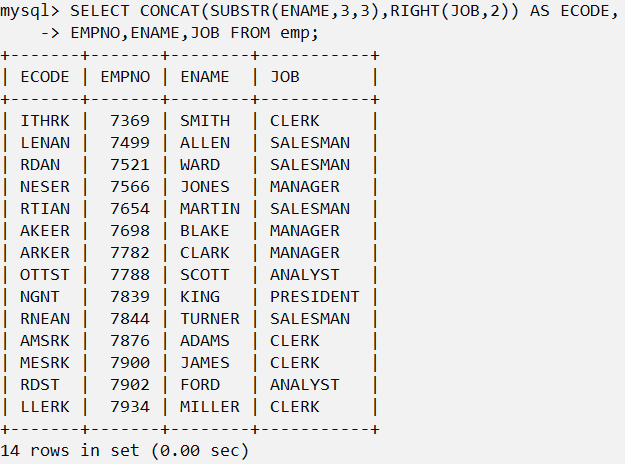 mysql> SELECT CONCAT(SUBSTR(ENAME,3,3),RIGHT(JOB,2)) AS ECODE,
    -> EMPNO,ENAME,JOB FROM emp;
+-------+-------+--------+-----------+
| ECODE | EMPNO | ENAME  | JOB       |
+-------+-------+--------+-----------+
| ITHRK |  7369 | SMITH  | CLERK     |
| LENAN |  7499 | ALLEN  | SALESMAN  |
| RDAN  |  7521 | WARD   | SALESMAN  |
| NESER |  7566 | JONES  | MANAGER   |
| RTIAN |  7654 | MARTIN | SALESMAN  |
| AKEER |  7698 | BLAKE  | MANAGER   |
| ARKER |  7782 | CLARK  | MANAGER   |
| OTTST |  7788 | SCOTT  | ANALYST   |
| NGNT  |  7839 | KING   | PRESIDENT |
| RNEAN |  7844 | TURNER | SALESMAN  |
| AMSRK |  7876 | ADAMS  | CLERK     |
| MESRK |  7900 | JAMES  | CLERK     |
| RDST  |  7902 | FORD   | ANALYST   |
| LLERK |  7934 | MILLER | CLERK     |
+-------+-------+--------+-----------+
14 rows in set (0.00 sec)